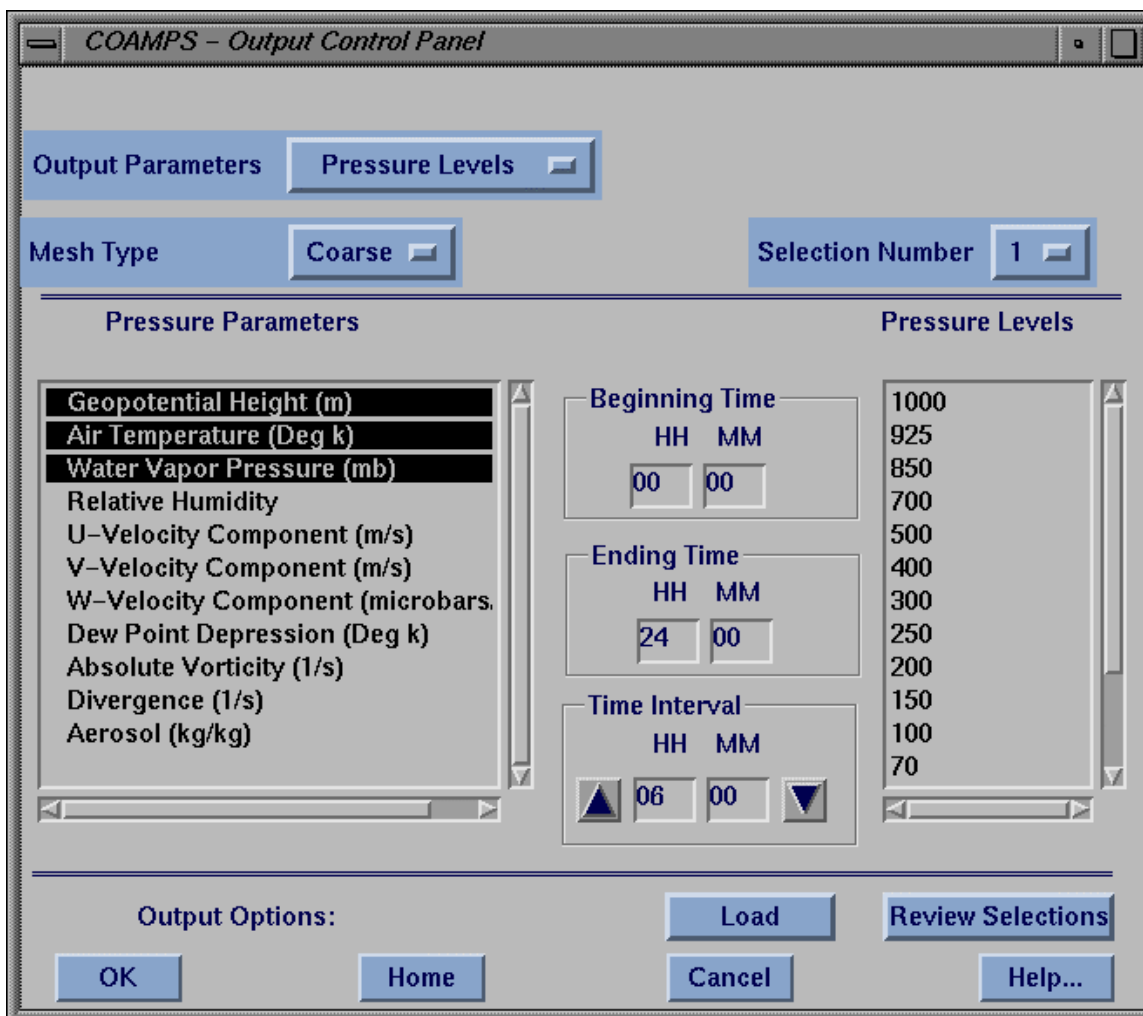 COAMPS – Output Control Panel
Output Parameters Pressure Levels
Mesh Type Coarse Selection Number 1
Pressure Parameters Pressure Levels
Geopotential Height (m)
Air Temperature (Deg k)
Water Vapor Pressure (mb)
Relative Humidity
U–Velocity Component (m/s)
V–Velocity Component (m/s)
W–Velocity Component (microbars.
Dew Point Depression (Deg k)
Absolute Vorticity (1/s)
Divergence (1/s)
Aerosol (kg/kg)
Beginning Time
HH MM
00 00
Ending Time
HH MM
24 00
Time Interval
HH MM
06 00
1000
925
850
700
500
400
300
250
200
150
100
70
Output Options: Load Review Selections
OK Home Cancel Help...